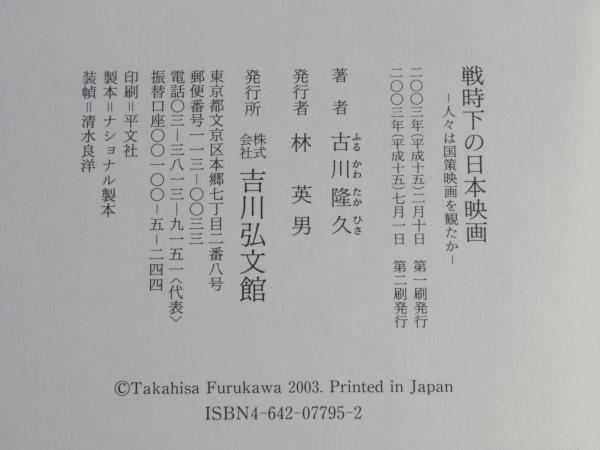 戦時下の日本映画
―人々は国策映画を観たか―
二〇〇三年(平成十五)二月十日 第一刷発行
二〇〇三年(平成十五)七月一日 第二刷発行
著者 古川隆久
ふる かわ たか ひさ
発行者 林英男
発行所 株式会社 吉川弘文館
東京都文京区本郷七丁目二番八号
郵便番号一一三―〇〇三三
電話〇三―三八一三―九一五一〈代表〉
振替口座〇〇一〇〇―五―二四四
印刷=平文社
製本=ナショナル製本
装幀=清水良洋
©Takahisa Furukawa 2003. Printed in Japan
ISBN4-642-07795-2